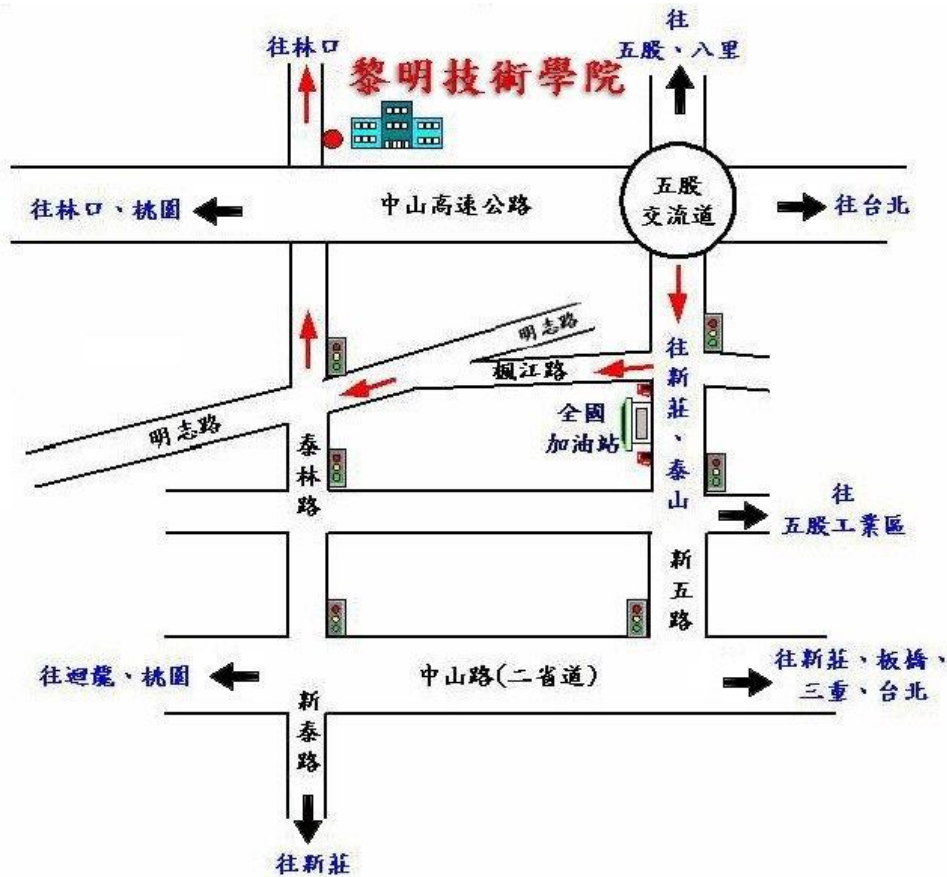 往林口
黎明技術學院
往
五股、八里
往林口、桃園
中山高速公路
五股
交流道
往台北
明志路
楓江路
往新莊、泰山
明志路
泰林路
全國
加油站
往
五股工業區
新五路
往迴龍、桃園
中山路(二省道)
往新莊、板橋、
三重、台北
新泰路
往新莊